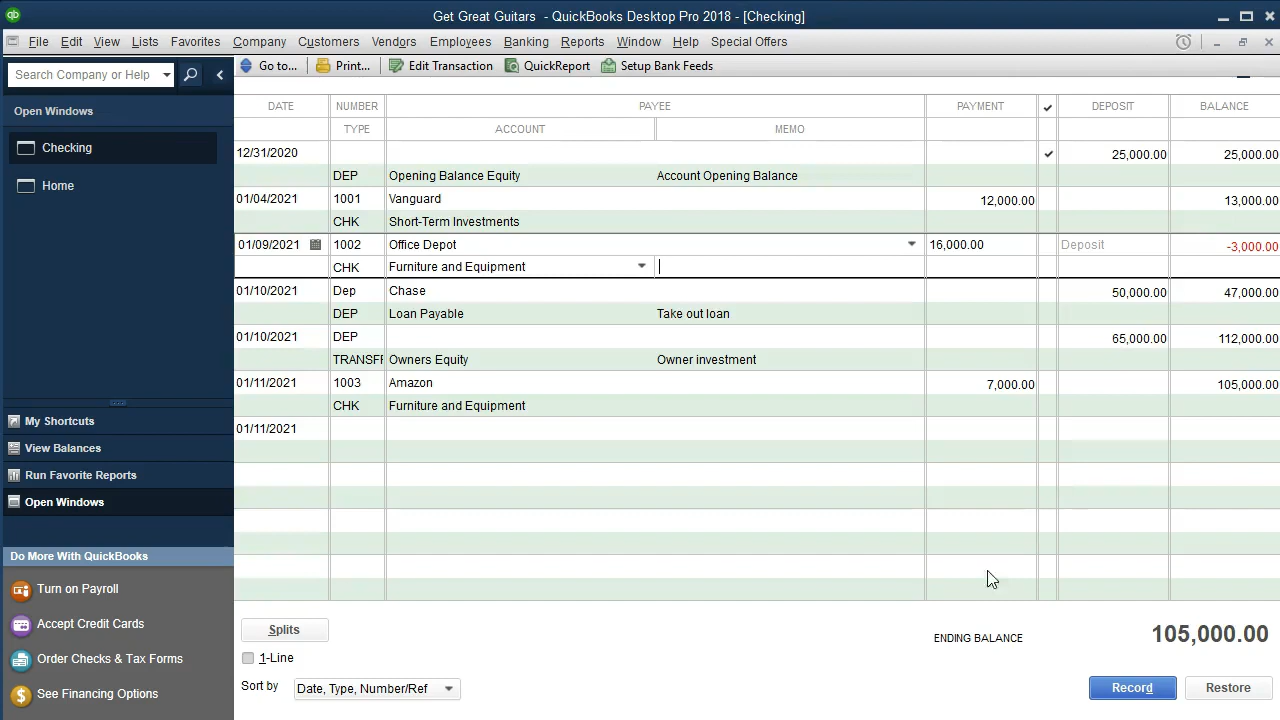 Get Great Guitars - QuickBooks Desktop Pro 2018 - [Checking]
File Edit View Lists Favorites Company Customers Vendors Employees Banking Reports Window Help Special Offers
Search Company or Help
Go to... Print... Edit Transaction QuickReport Setup Bank Feeds
Open Windows
Checking
Home
My Shortcuts
View Balances
Run Favorite Reports
Open Windows
Do More With QuickBooks
Turn on Payroll
Accept Credit Cards
Order Checks & Tax Forms
See Financing Options
DATE NUMBER PAYEE PAYMENT ✓ DEPOSIT BALANCE
TYPE ACCOUNT MEMO
12/31/2020 ✓ 25,000.00 25,000.00
DEP Opening Balance Equity Account Opening Balance
01/04/2021 1001 Vanguard 12,000.00 13,000.00
CHK Short-Term Investments
01/09/2021 1002 Office Depot 16,000.00 Deposit -3,000.00
CHK Furniture and Equipment
01/10/2021 Dep Chase 50,000.00 47,000.00
DEP Loan Payable Take out loan
01/10/2021 DEP 65,000.00 112,000.00
TRANSFR Owners Equity Owner investment
01/11/2021 1003 Amazon 7,000.00 105,000.00
CHK Furniture and Equipment
01/11/2021
Splits
ENDING BALANCE 105,000.00
1-Line
Sort by Date, Type, Number/Ref
Record Restore